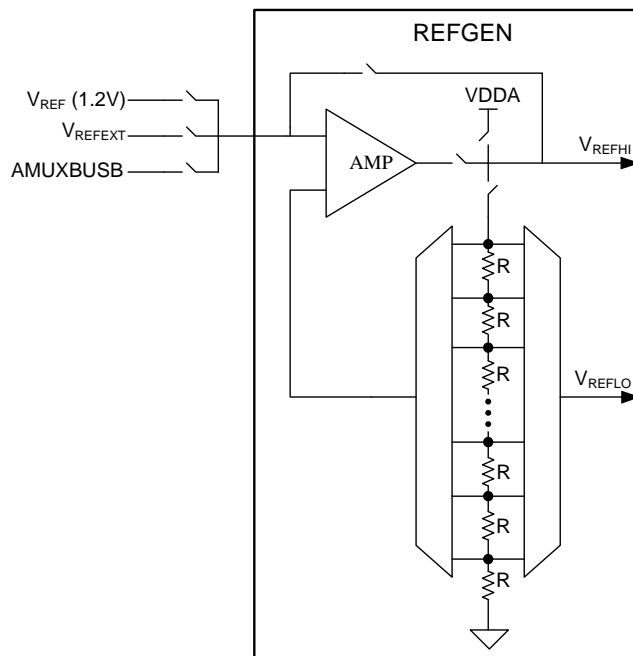 REFGEN
VREF (1.2V)
VREFEXT
AMUXBUSB
VDDA
AMP
VREFHI
R
R
R
VREFLO
R
R
R